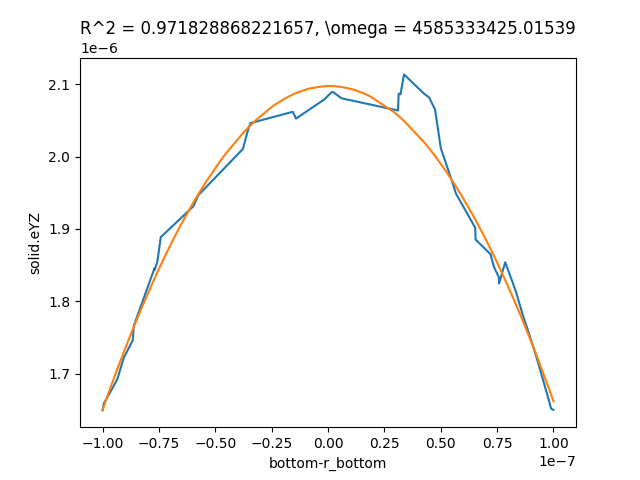 R^2 = 0.971828868221657, \omega = 4585333425.01539
1e−6
2.1
2.0
1.9
1.8
1.7
solid.eYZ
−1.00 −0.75 −0.50 −0.25 0.00 0.25 0.50 0.75 1.00
1e−7
bottom-r_bottom